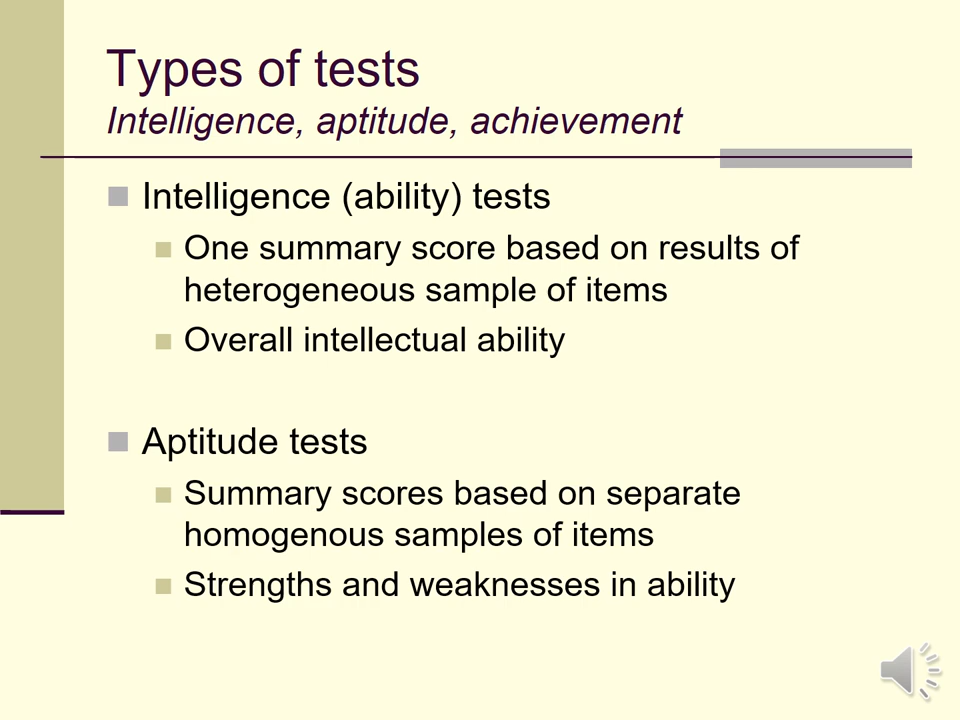 Types of tests
Intelligence, aptitude, achievement
Intelligence (ability) tests
One summary score based on results of
heterogeneous sample of items
Overall intellectual ability
Aptitude tests
Summary scores based on separate
homogenous samples of items
Strengths and weaknesses in ability